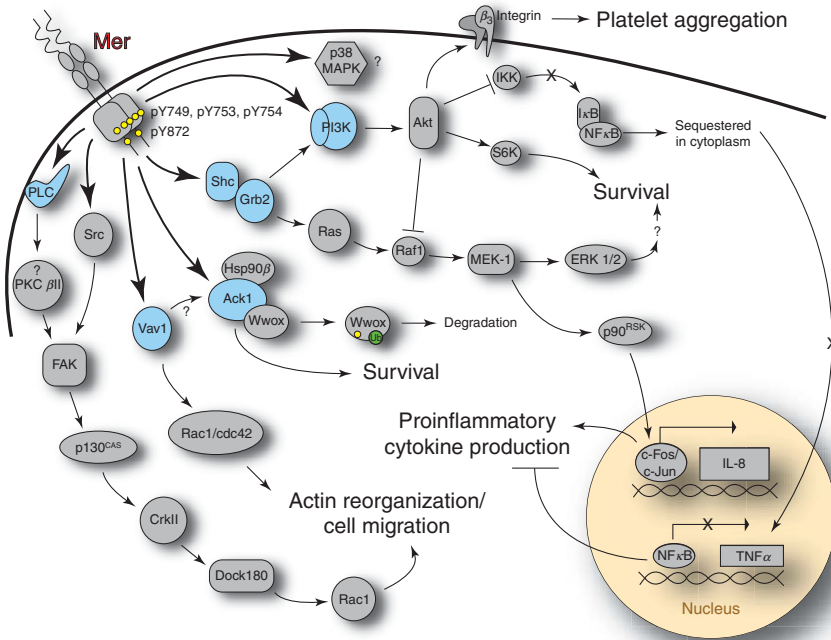 Mer
β3 Integrin
Platelet aggregation
p38
MAPK
?
pY749, pY753, pY754
pY872
PI3K
Akt
IKK
X
IκB
NFκB
Sequestered
in cytoplasm
S6K
Survival
PLC
Shc
Grb2
Src
Ras
Raf1
MEK-1
ERK 1/2
?
?
PKC βII
Hsp90β
Ack1
Wwox
Vav1
?
Wwox
Ub
Degradation
p90RSK
X
FAK
Survival
Rac1/cdc42
p130CAS
Proinflammatory
cytokine production
c-Fos/
c-Jun
IL-8
Actin reorganization/
cell migration
CrkII
X
NFκB
TNFα
Dock180
Rac1
Nucleus